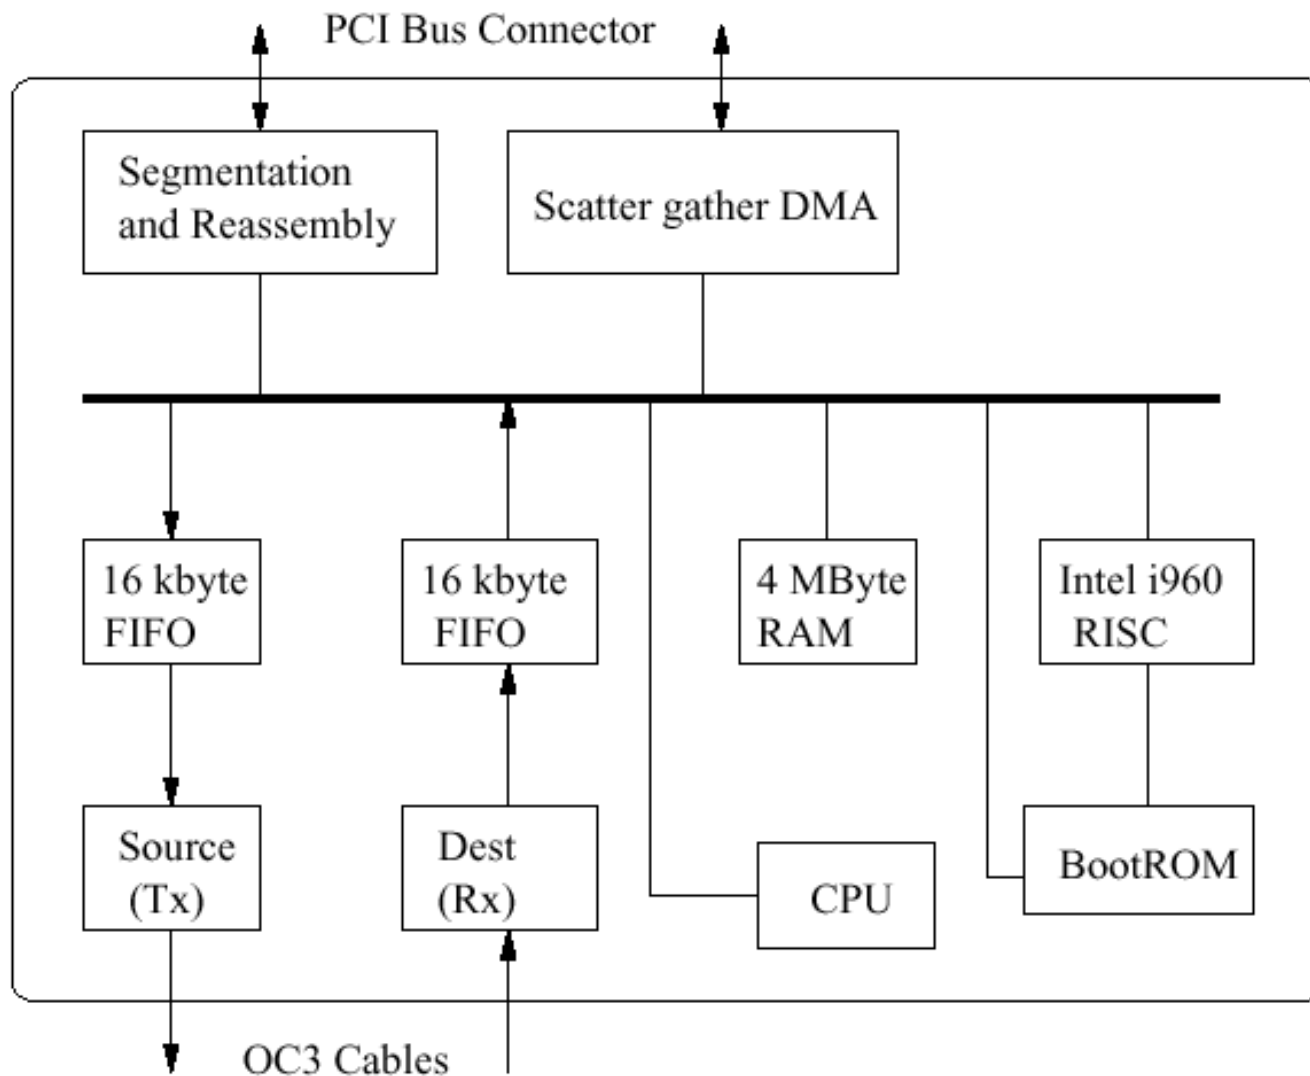 PCI Bus Connector
Segmentation
and Reassembly
Scatter gather DMA
16 kbyte
FIFO
16 kbyte
FIFO
4 MByte
RAM
Intel i960
RISC
Source
(Tx)
Dest
(Rx)
CPU
BootROM
OC3 Cables